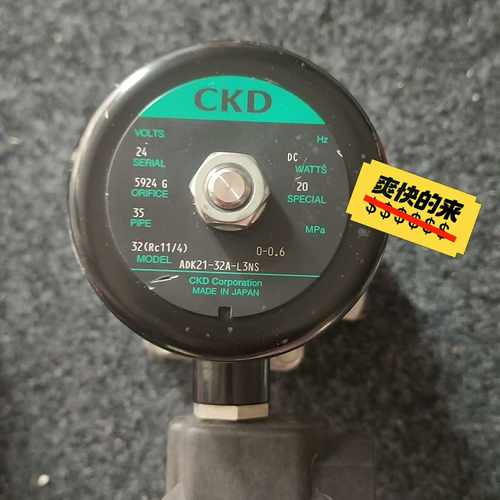 CKD
VOLTS
Hz
24
DC
SERIAL
WATTS
5924 G
20
ORIFICE
SPECIAL
35
PIPE
MPa
32(Rc11/4)
0-0.6
MODEL ADK21-32A-L3NS
CKD Corporation
MADE IN JAPAN
爽快的来
$$$$$$